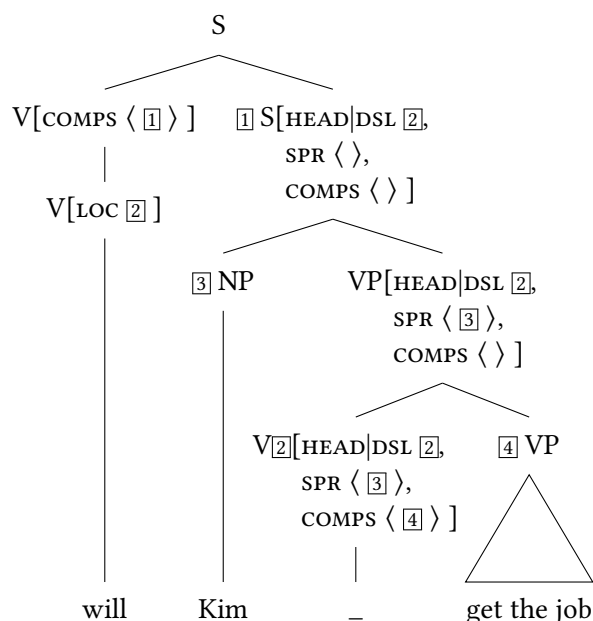 S
V[COMPS ⟨ 1 ⟩ ] 1 S[HEAD|DSL 2,
SPR ⟨ ⟩,
COMPS ⟨ ⟩ ]
V[LOC 2 ]
3 NP VP[HEAD|DSL 2,
SPR ⟨ 3 ⟩,
COMPS ⟨ ⟩ ]
V2[HEAD|DSL 2, 4 VP
SPR ⟨ 3 ⟩,
COMPS ⟨ 4 ⟩ ]
will Kim _ get the job